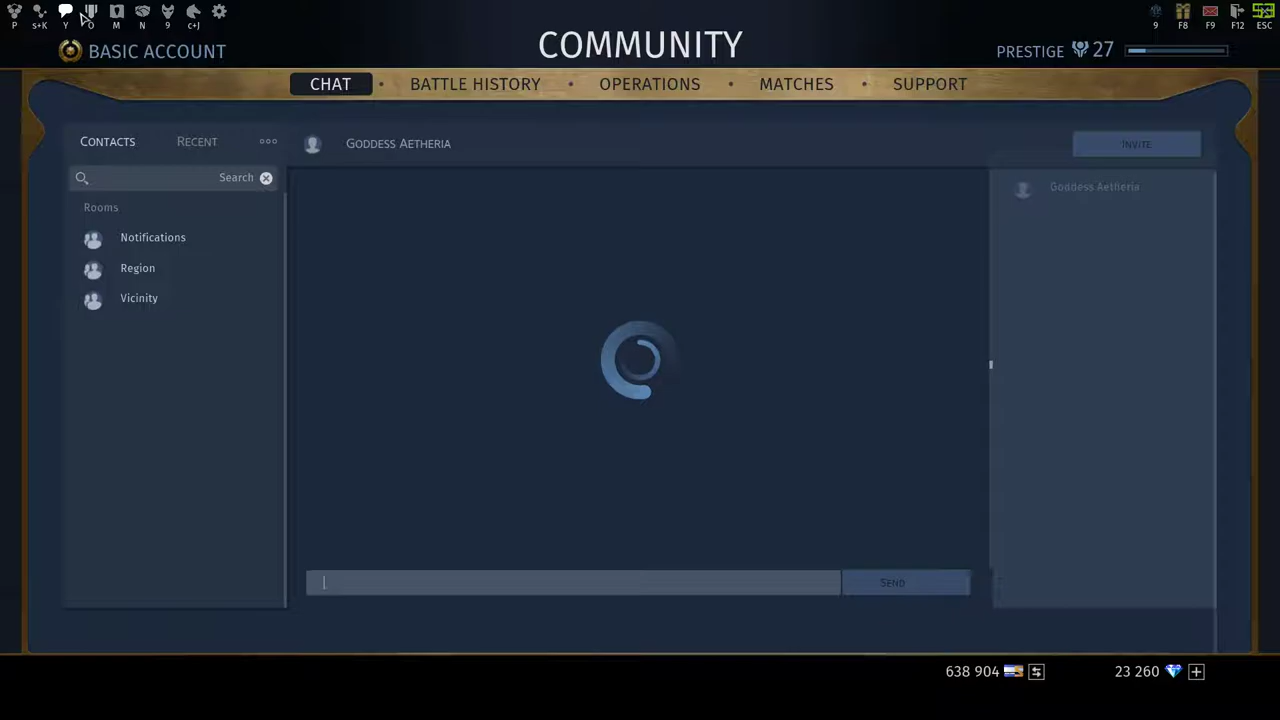 P s+K Y O M N 9 c+J 9 F8 F9 F12 ESC
BASIC ACCOUNT
COMMUNITY
PRESTIGE 27
CHAT • BATTLE HISTORY • OPERATIONS • MATCHES • SUPPORT
CONTACTS RECENT
GODDESS AETHERIA
INVITE
Search
Goddess Aetheria
Rooms
Notifications
Region
Vicinity
SEND
638 904
23 260